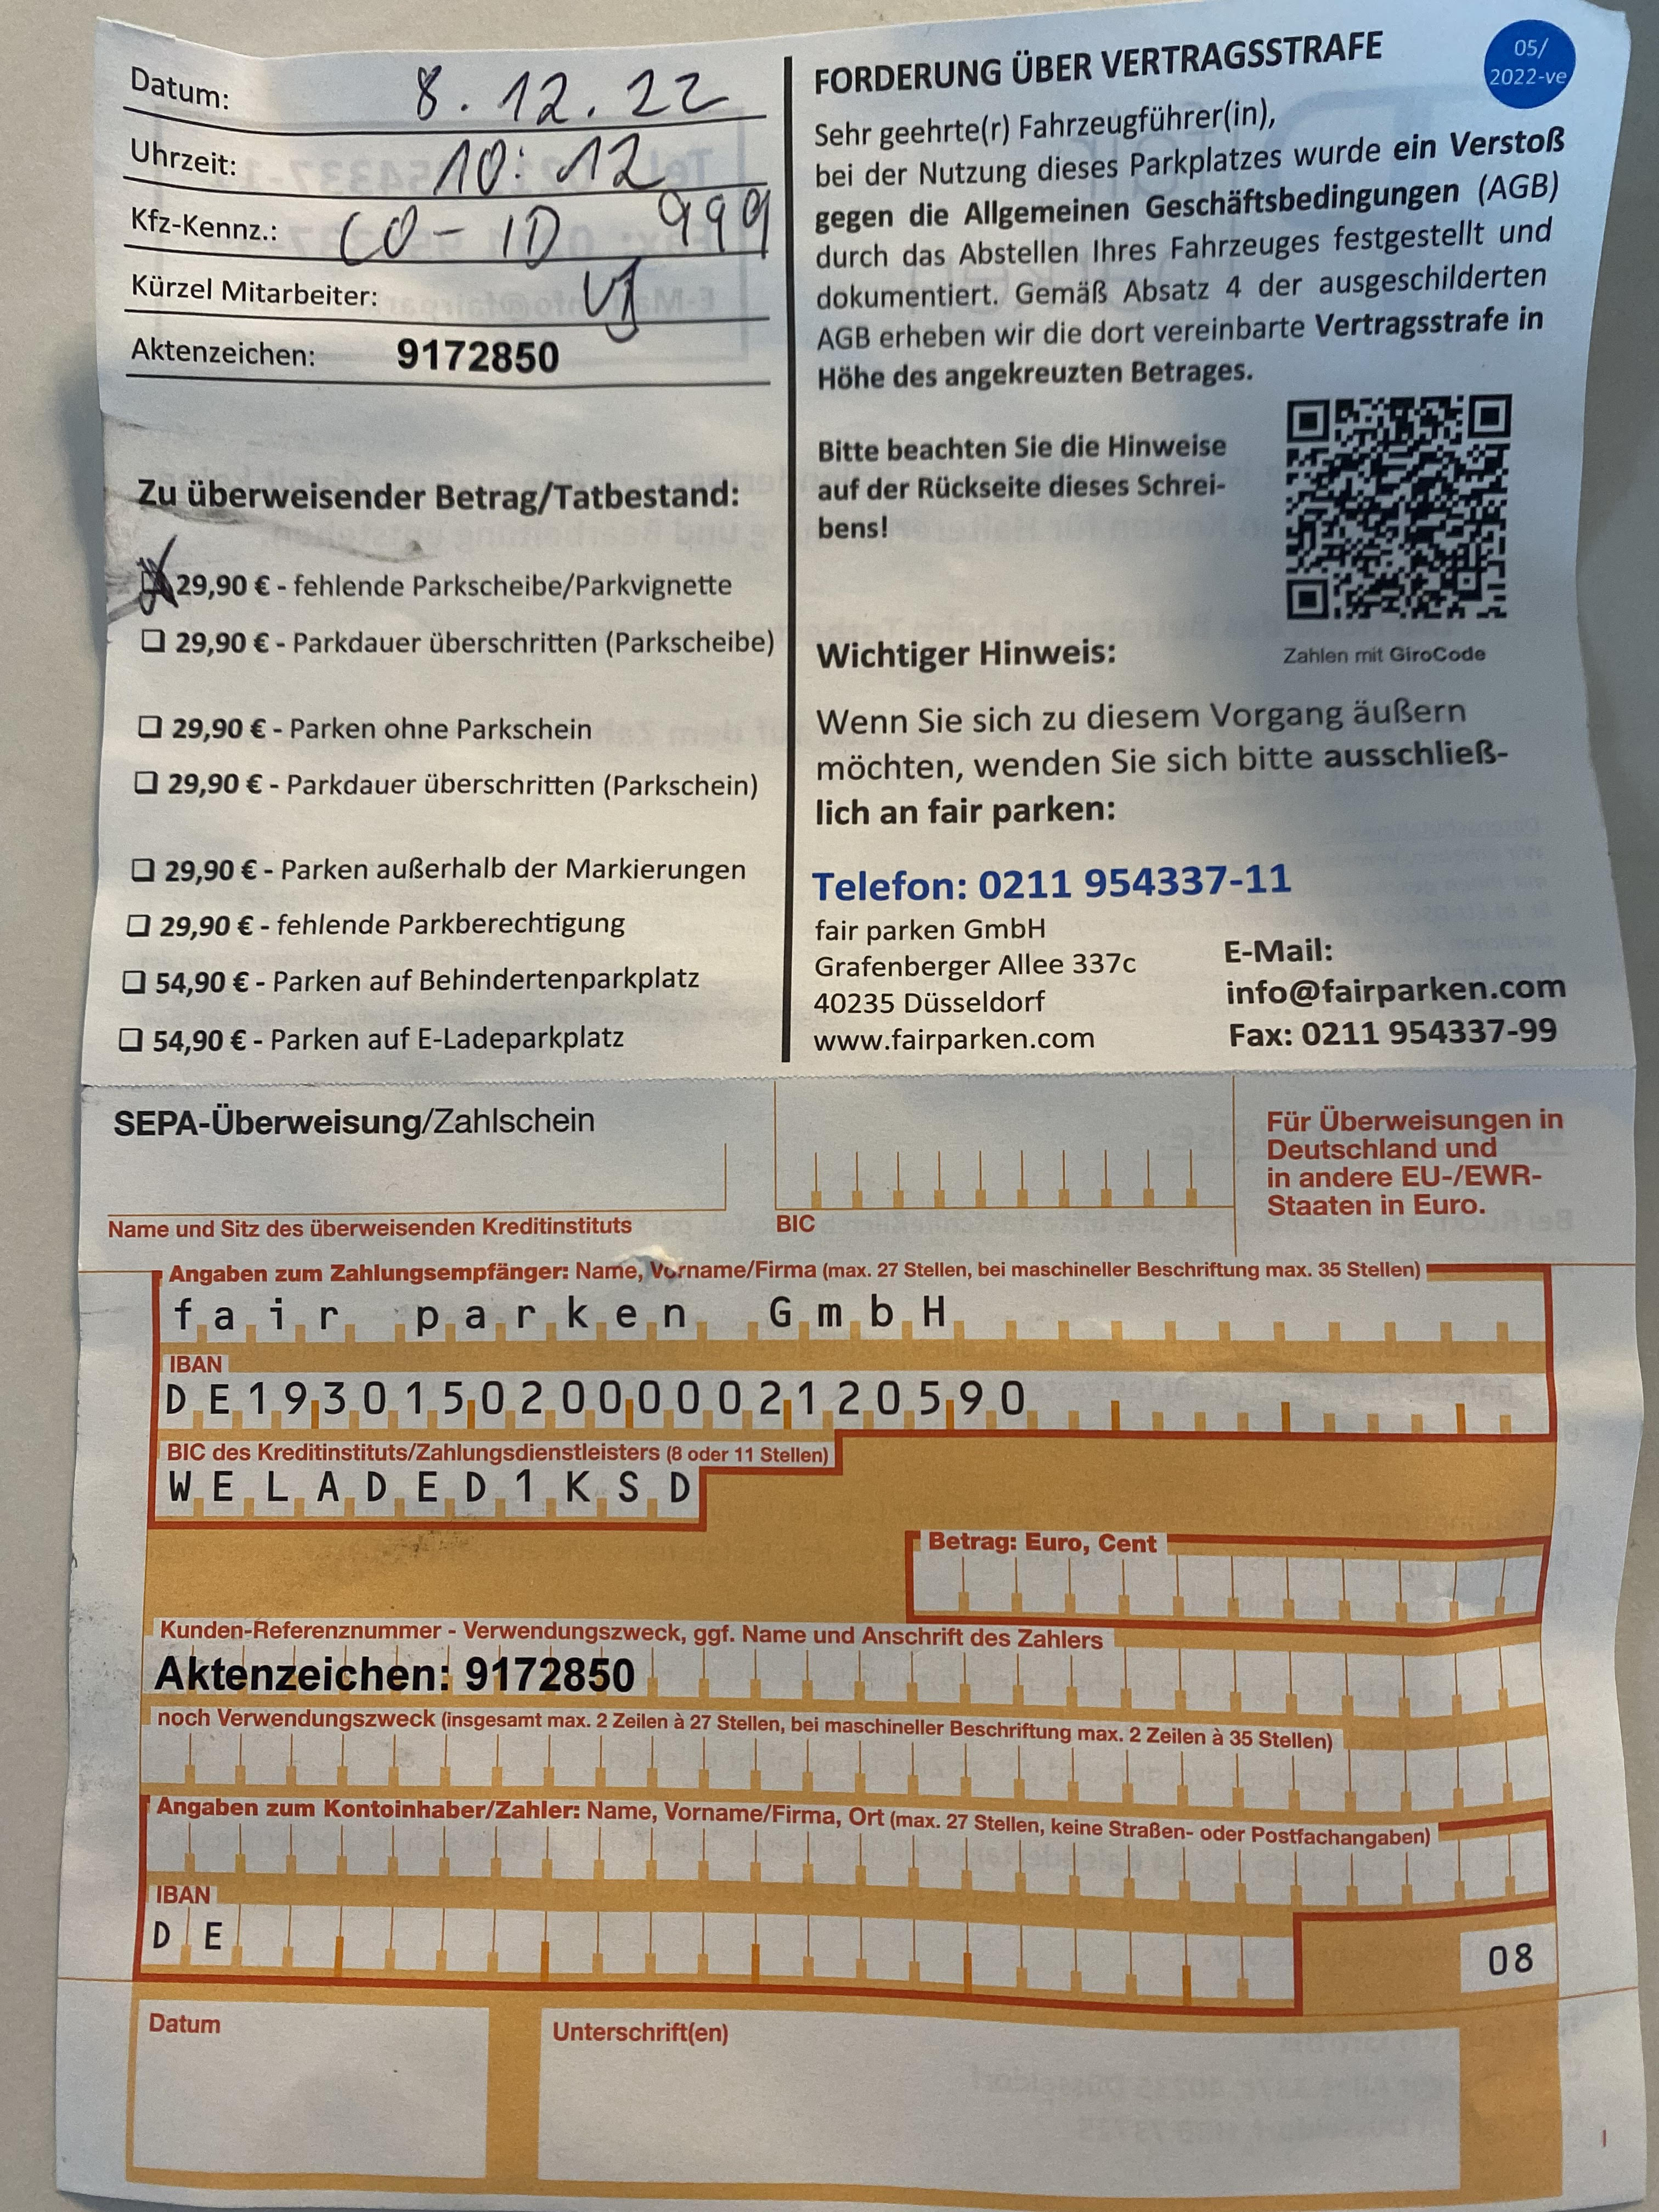 Datum: 8.12.22
Uhrzeit: 10:12
Kfz-Kennz.: CO-ID 999
Kürzel Mitarbeiter:
Aktenzeichen: 9172850
Zu überweisender Betrag/Tatbestand:
29,90 € - fehlende Parkscheibe/Parkvignette
29,90 € - Parkdauer überschritten (Parkscheibe)
29,90 € - Parken ohne Parkschein
29,90 € - Parkdauer überschritten (Parkschein)
29,90 € - Parken außerhalb der Markierungen
29,90 € - fehlende Parkberechtigung
54,90 € - Parken auf Behindertenparkplatz
54,90 € - Parken auf E-Ladeparkplatz
FORDERUNG ÜBER VERTRAGSSTRAFE
05/
2022-ve
Sehr geehrte(r) Fahrzeugführer(in),
bei der Nutzung dieses Parkplatzes wurde ein Verstoß
gegen die Allgemeinen Geschäftsbedingungen (AGB)
durch das Abstellen Ihres Fahrzeuges festgestellt und
dokumentiert. Gemäß Absatz 4 der ausgeschilderten
AGB erheben wir die dort vereinbarte Vertragsstrafe in
Höhe des angekreuzten Betrages.
Bitte beachten Sie die Hinweise
auf der Rückseite dieses Schrei-
bens!
Zahlen mit GiroCode
Wichtiger Hinweis:
Wenn Sie sich zu diesem Vorgang äußern
möchten, wenden Sie sich bitte ausschließ-
lich an fair parken:
Telefon: 0211 954337-11
fair parken GmbH
Grafenberger Allee 337c
40235 Düsseldorf
www.fairparken.com
E-Mail:
info@fairparken.com
Fax: 0211 954337-99
SEPA-Überweisung/Zahlschein
Name und Sitz des überweisenden Kreditinstituts
BIC
Für Überweisungen in
Deutschland und
in andere EU-/EWR-
Staaten in Euro.
Angaben zum Zahlungsempfänger: Name, Vorname/Firma (max. 27 Stellen, bei maschineller Beschriftung max. 35 Stellen)
fair parken GmbH
IBAN
DE19301502000002120590
BIC des Kreditinstituts/Zahlungsdienstleisters (8 oder 11 Stellen)
WELADED1KSD
Betrag: Euro, Cent
Kunden-Referenznummer - Verwendungszweck, ggf. Name und Anschrift des Zahlers
Aktenzeichen: 9172850
noch Verwendungszweck (insgesamt max. 2 Zeilen à 27 Stellen, bei maschineller Beschriftung max. 2 Zeilen à 35 Stellen)
Angaben zum Kontoinhaber/Zahler: Name, Vorname/Firma, Ort (max. 27 Stellen, keine Straßen- oder Postfachangaben)
IBAN
DE
08
Datum
Unterschrift(en)